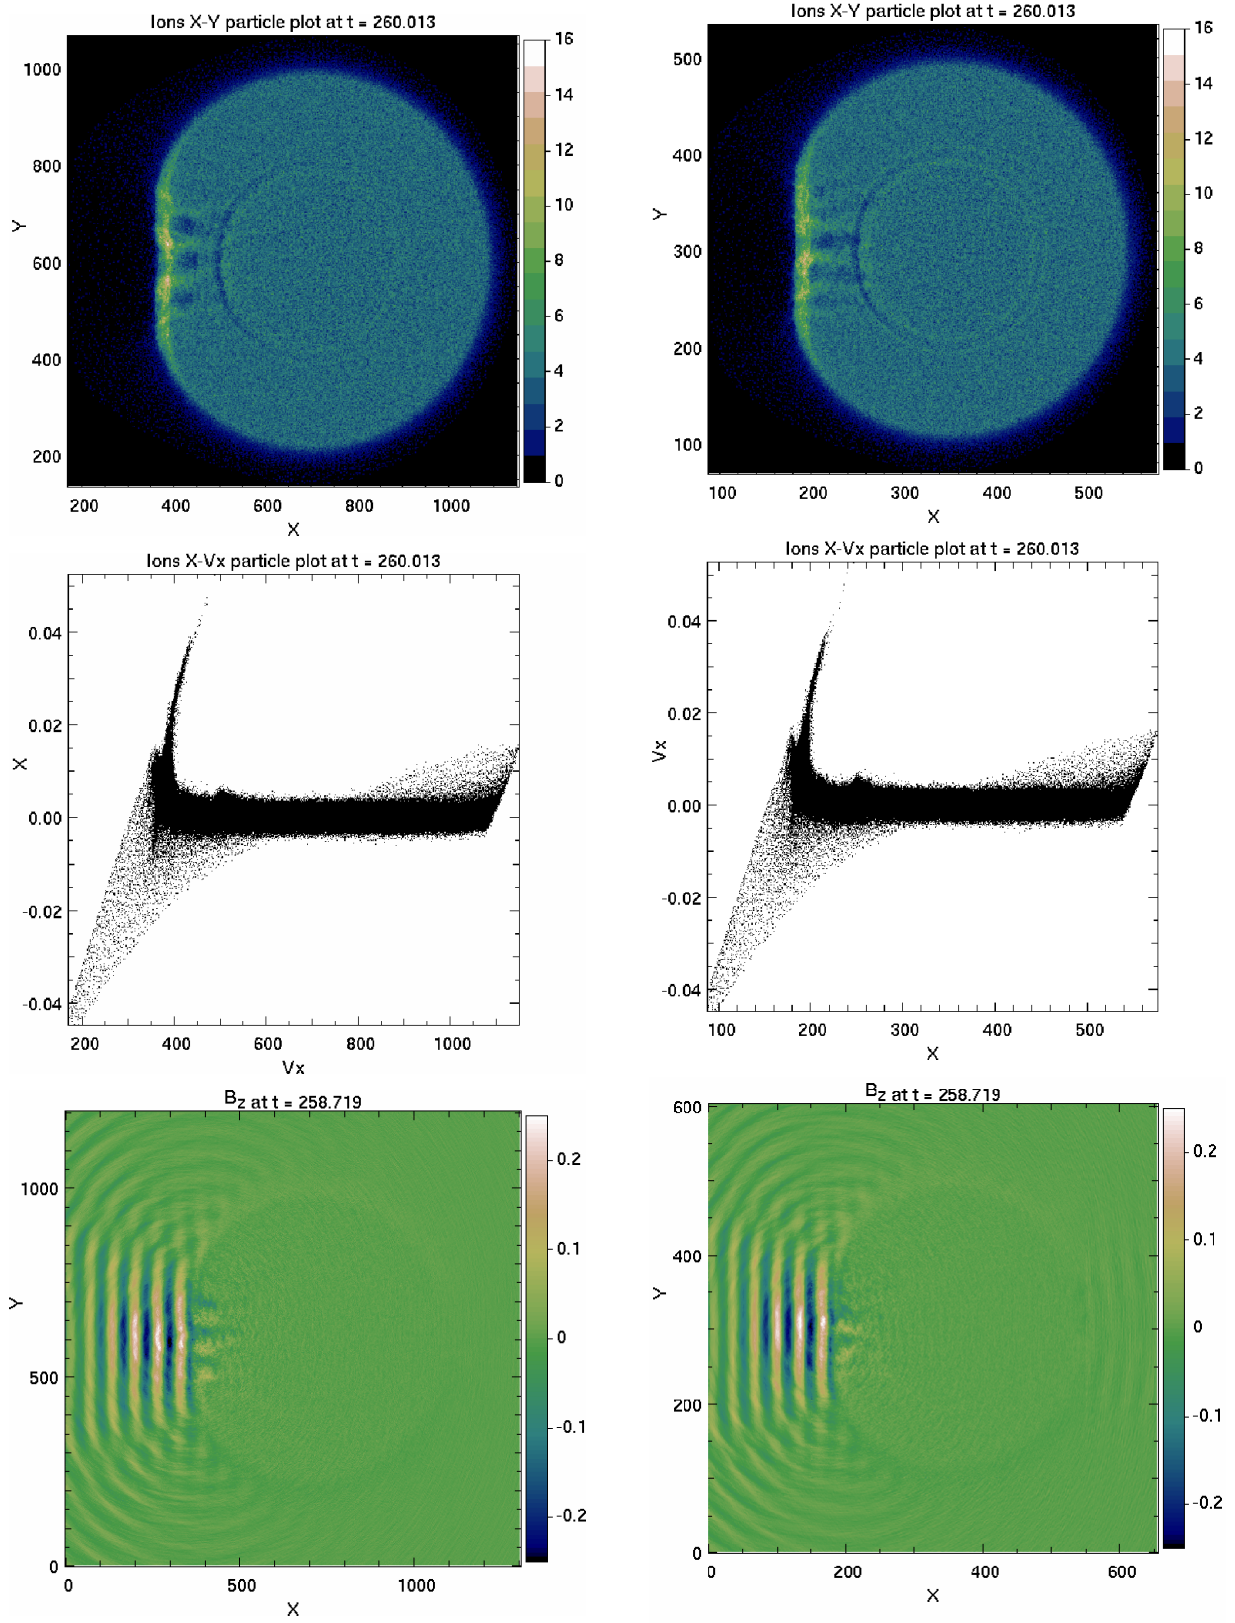 Ions X-Y particle plot at t = 260.013
16
14
12
10
8
6
4
2
0
1000
800
600
400
200
Y
200 400 600 800 1000
X
Ions X-Y particle plot at t = 260.013
16
14
12
10
8
6
4
2
0
500
400
300
200
100
Y
100 200 300 400 500
X
Ions X-Vx particle plot at t = 260.013
0.04
0.02
0.00
-0.02
-0.04
X
200 400 600 800 1000
Vx
Ions X-Vx particle plot at t = 260.013
0.04
0.02
0.00
-0.02
-0.04
Vx
100 200 300 400 500
X
Bz at t = 258.719
0.2
0.1
0
-0.1
-0.2
1000
500
0
Y
0 500 1000
X
Bz at t = 258.719
0.2
0.1
0
-0.1
-0.2
600
400
200
0
Y
0 200 400 600
X